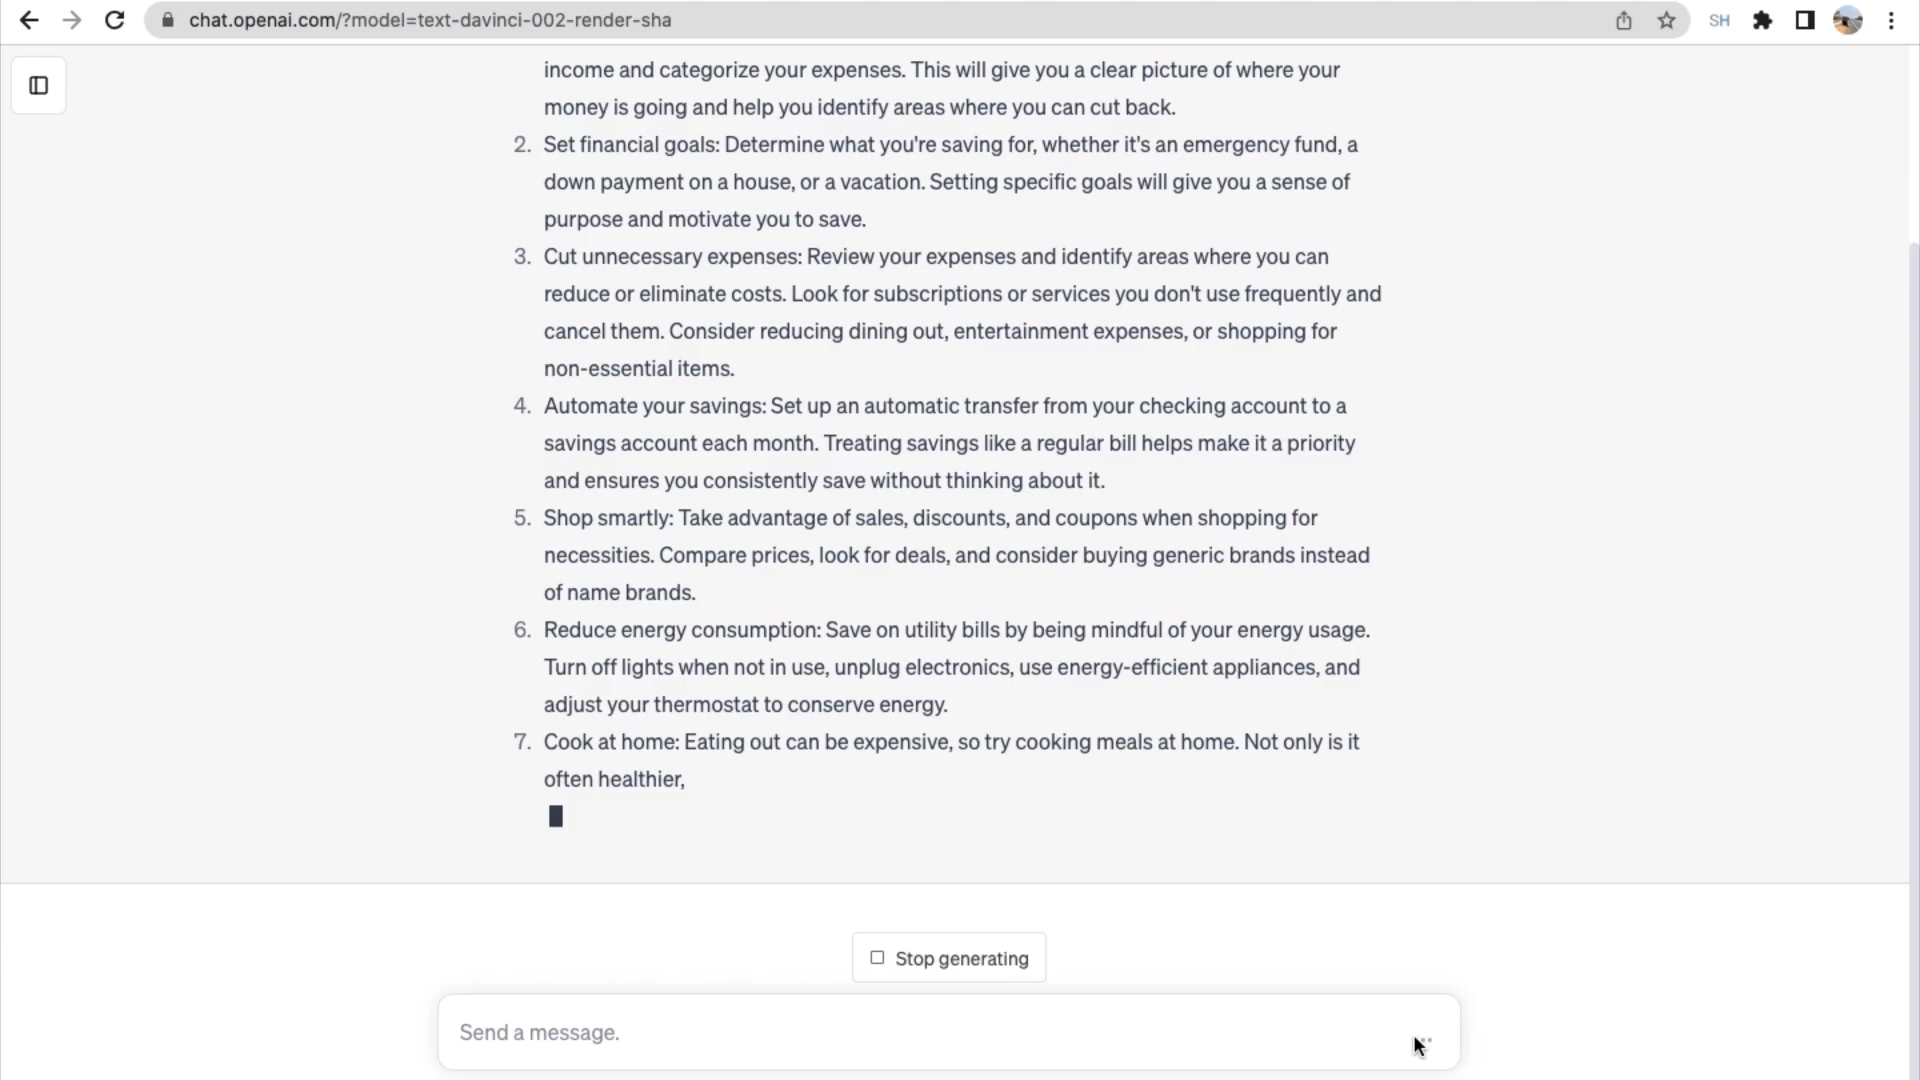 chat.openai.com/?model=text-davinci-002-render-sha
SH
income and categorize your expenses. This will give you a clear picture of where your
money is going and help you identify areas where you can cut back.
2. Set financial goals: Determine what you're saving for, whether it's an emergency fund, a
down payment on a house, or a vacation. Setting specific goals will give you a sense of
purpose and motivate you to save.
3. Cut unnecessary expenses: Review your expenses and identify areas where you can
reduce or eliminate costs. Look for subscriptions or services you don't use frequently and
cancel them. Consider reducing dining out, entertainment expenses, or shopping for
non-essential items.
4. Automate your savings: Set up an automatic transfer from your checking account to a
savings account each month. Treating savings like a regular bill helps make it a priority
and ensures you consistently save without thinking about it.
5. Shop smartly: Take advantage of sales, discounts, and coupons when shopping for
necessities. Compare prices, look for deals, and consider buying generic brands instead
of name brands.
6. Reduce energy consumption: Save on utility bills by being mindful of your energy usage.
Turn off lights when not in use, unplug electronics, use energy-efficient appliances, and
adjust your thermostat to conserve energy.
7. Cook at home: Eating out can be expensive, so try cooking meals at home. Not only is it
often healthier,
Stop generating
Send a message.